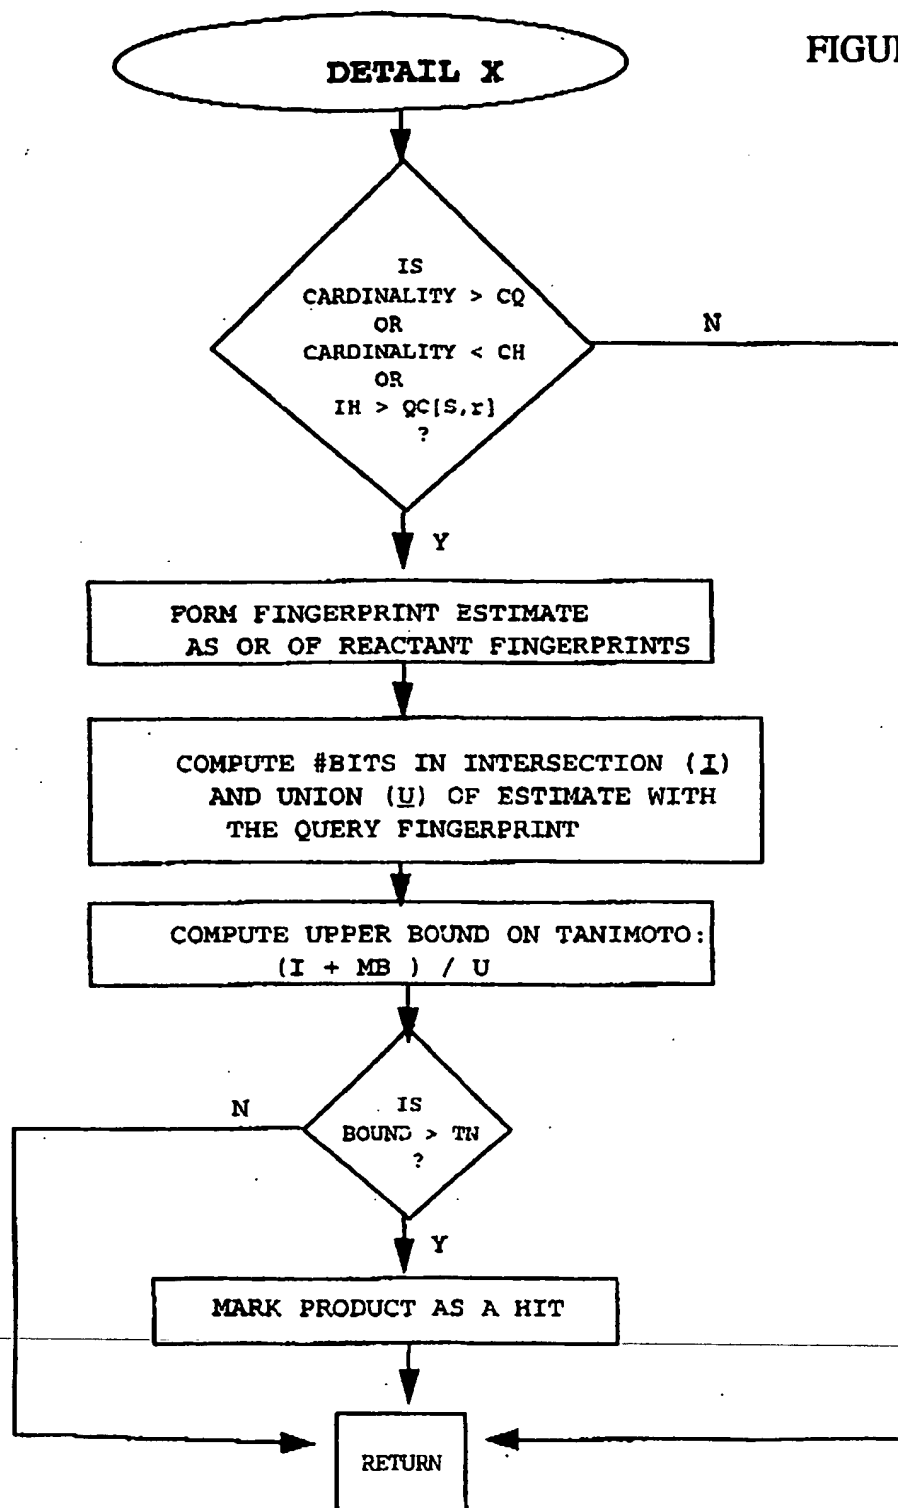 DETAIL X
FIGUR
IS
CARDINALITY > CQ
OR
CARDINALITY < CH
OR
IH > QC[S,r]
?
N
Y
FORM FINGERPRINT ESTIMATE
AS OR OF REACTANT FINGERPRINTS
COMPUTE #BITS IN INTERSECTION (I)
AND UNION (U) OF ESTIMATE WITH
THE QUERY FINGERPRINT
COMPUTE UPPER BOUND ON TANIMOTO:
(I + MB ) / U
IS
BOUND > TN
?
N
Y
MARK PRODUCT AS A HIT
RETURN